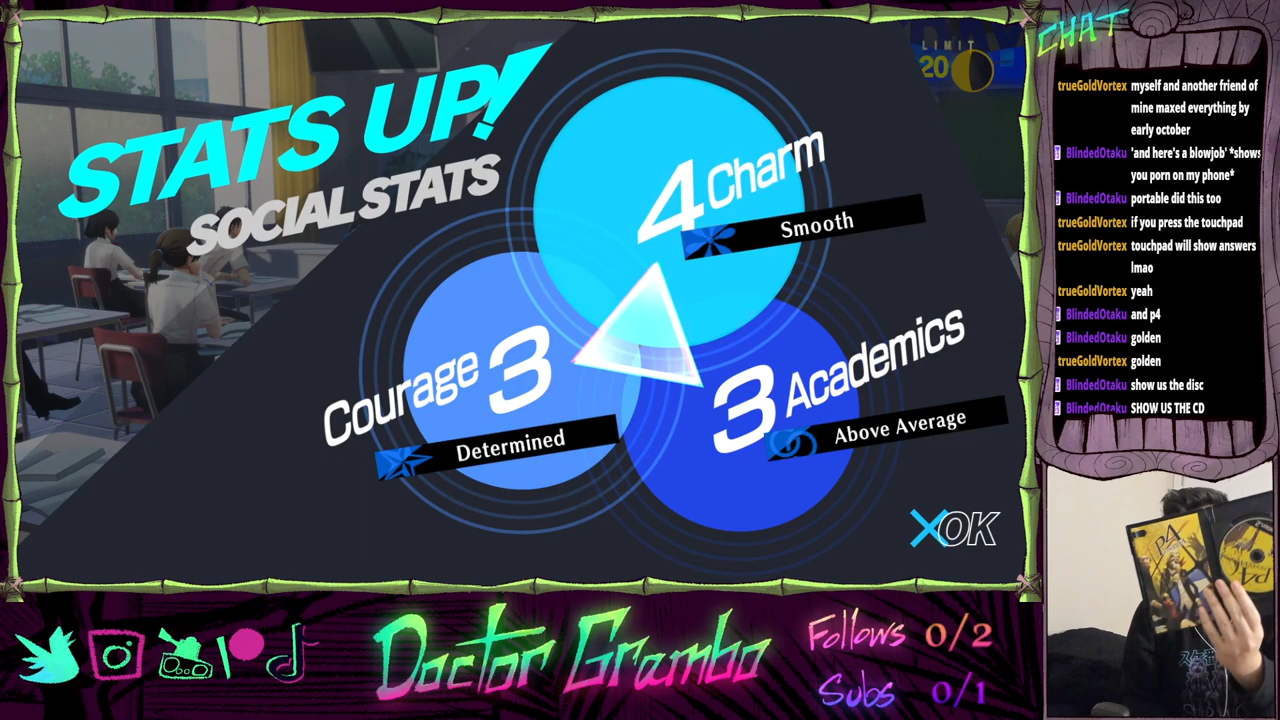 STATS UP!
SOCIAL STATS
LIMIT
20
4 Charm
Smooth
Courage 3
Determined
3 Academics
Above Average
XOK
CHAT
trueGoldVortex myself and another friend of
mine maxed everything by
early october
BlindedOtaku 'and here's a blowjob' *shows
you porn on my phone*
BlindedOtaku portable did this too
trueGoldVortex if you press the touchpad
trueGoldVortex touchpad will show answers
lmao
trueGoldVortex yeah
BlindedOtaku and p4
BlindedOtaku golden
trueGoldVortex golden
BlindedOtaku show us the disc
BlindedOtaku SHOW US THE CD
P4
P4
Doctor Grambo
Follows 0/2
Subs 0/1